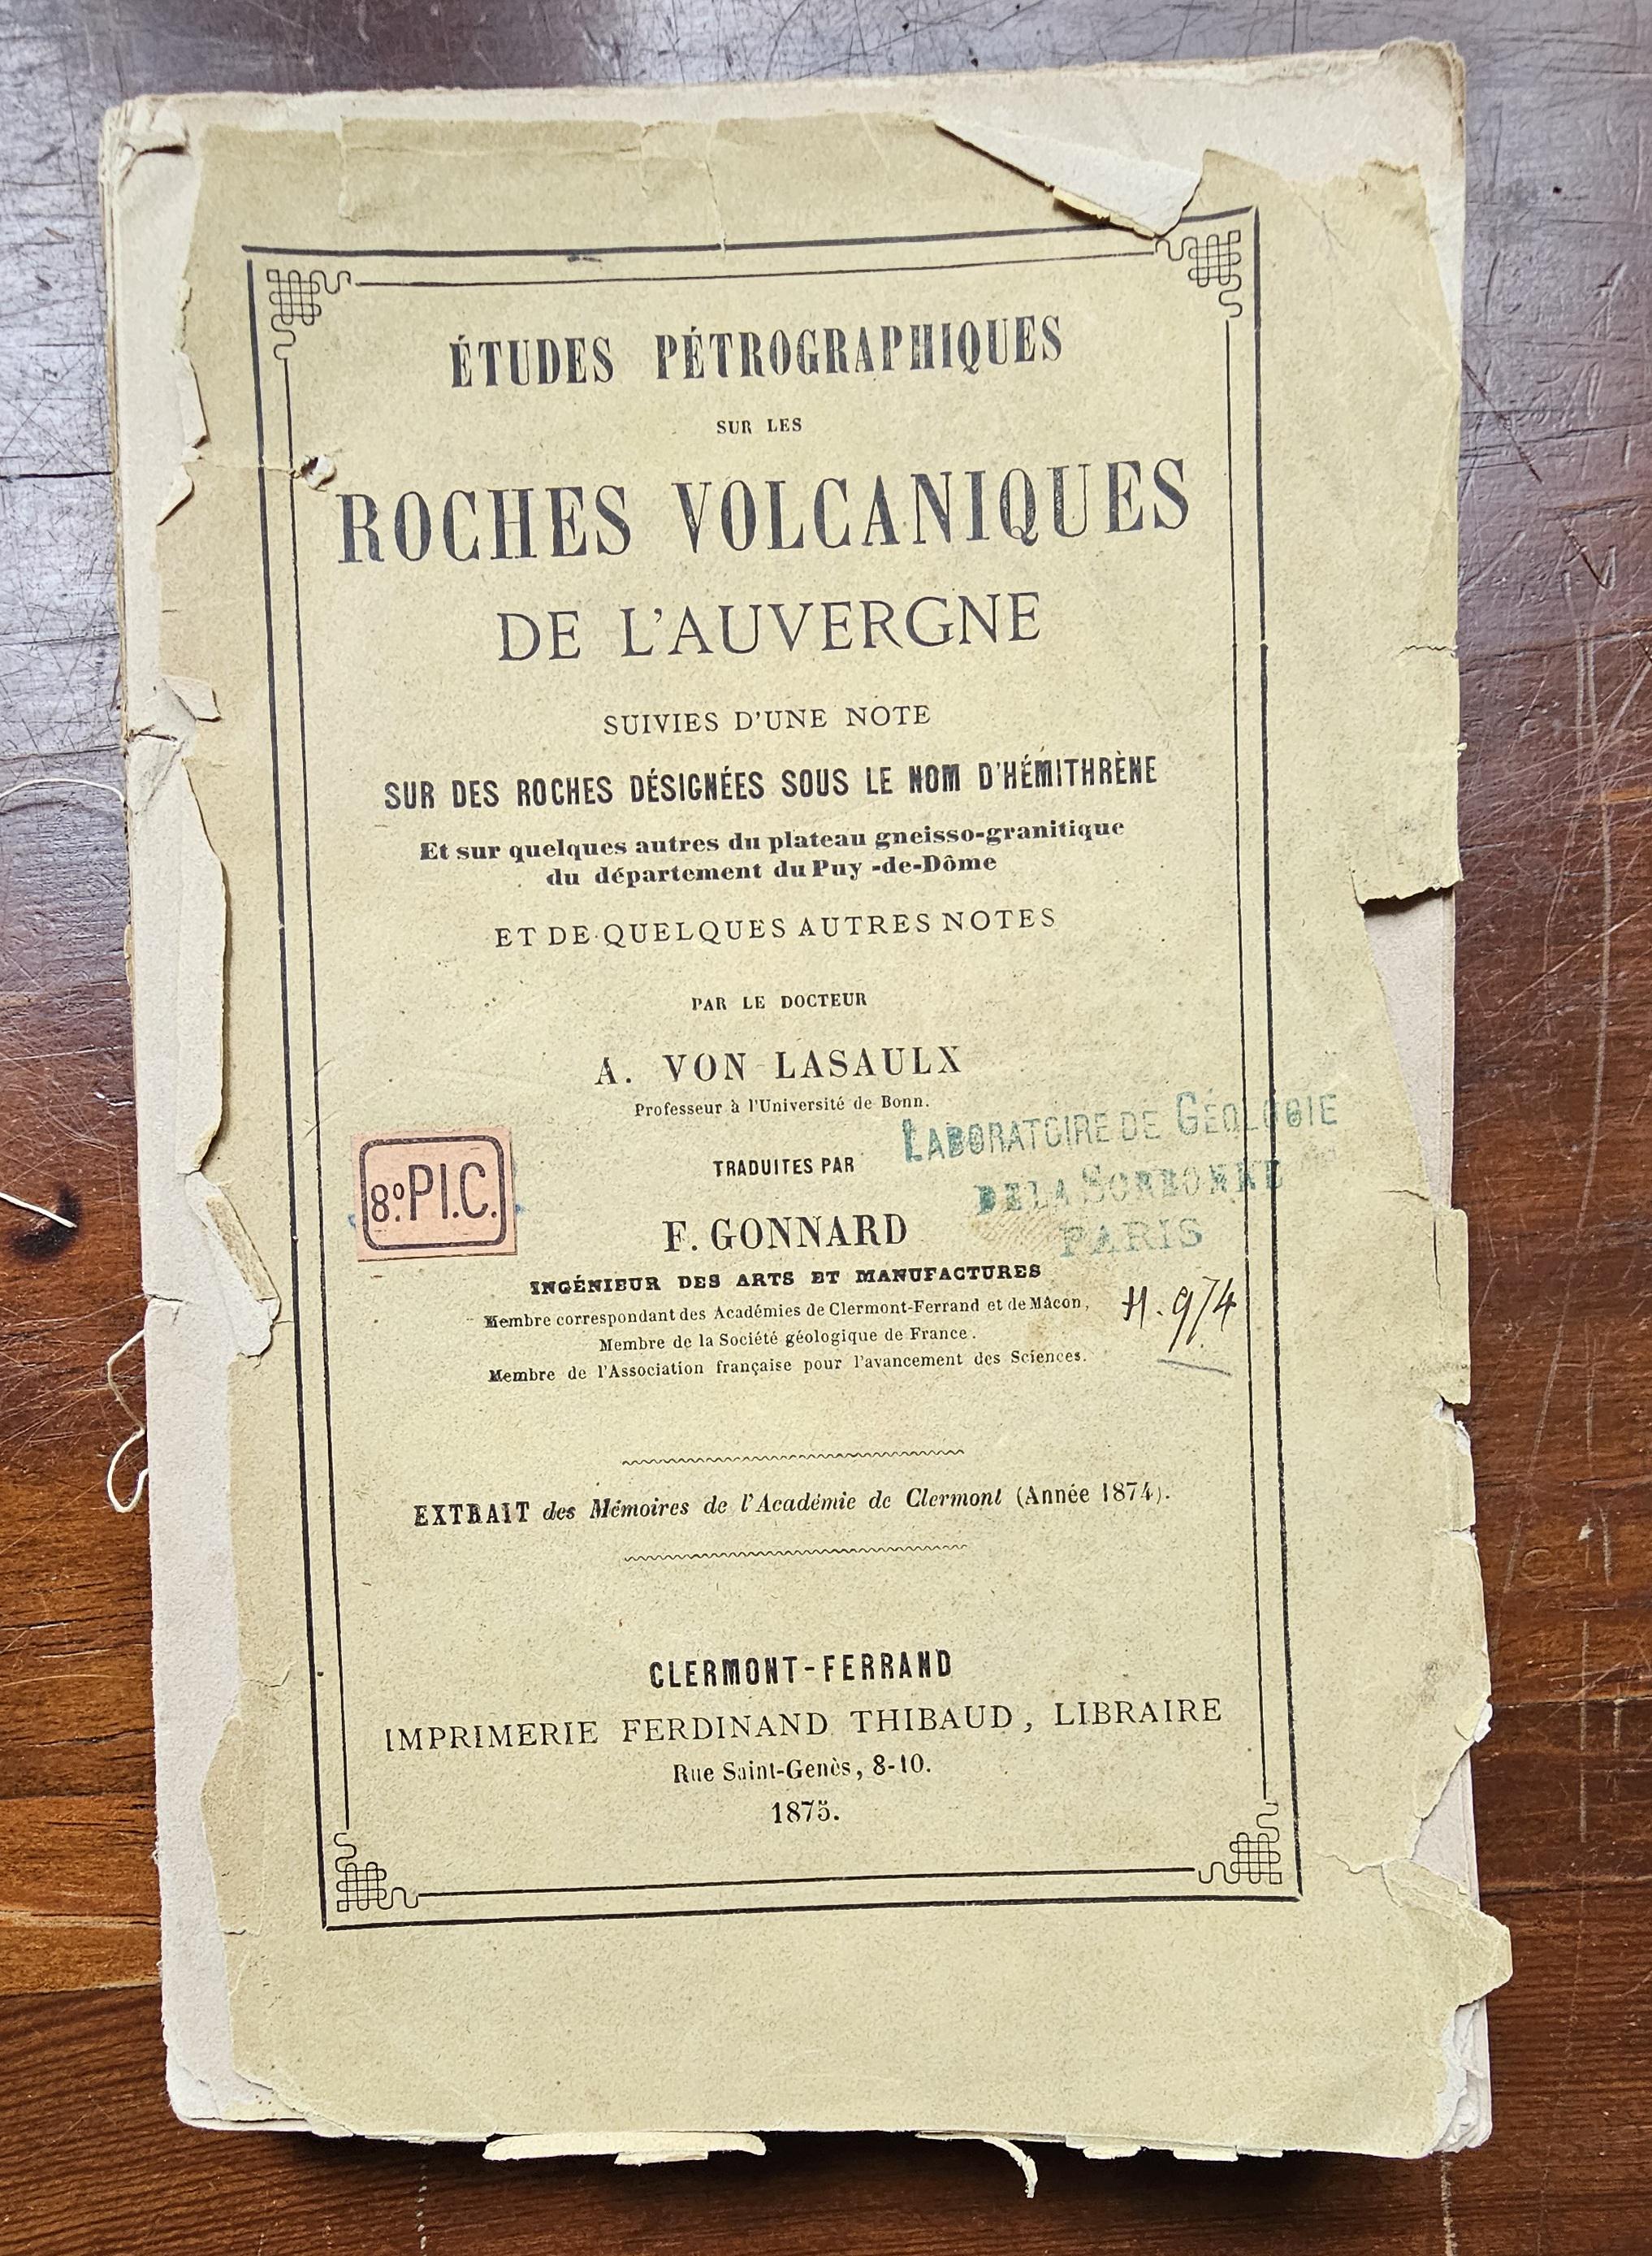 ÉTUDES PÉTROGRAPHIQUES
SUR LES
ROCHES VOLCANIQUES
DE L'AUVERGNE
SUIVIES D'UNE NOTE
SUR DES ROCHES DÉSIGNÉES SOUS LE NOM D'HÉMITHRÈNE
Et sur quelques autres du plateau gneisso-granitique
du département du Puy-de-Dôme
ET DE QUELQUES AUTRES NOTES
PAR LE DOCTEUR
A. VON LASAULX
Professeur à l'Université de Bonn.
LABORATOIRE DE GÉOLOGIE
DE LA SORBONNE
PARIS
8º. PI.C.
TRADUITES PAR
F. GONNARD
INGÉNIEUR DES ARTS ET MANUFACTURES
Membre correspondant des Académies de Clermont-Ferrand et de Mâcon,
Membre de la Société géologique de France.
Membre de l'Association française pour l'avancement des Sciences.
EXTRAIT des Mémoires de l'Académie de Clermont (Année 1874).
CLERMONT-FERRAND
IMPRIMERIE FERDINAND THIBAUD, LIBRAIRE
Rue Saint-Genès, 8-10.
1875.